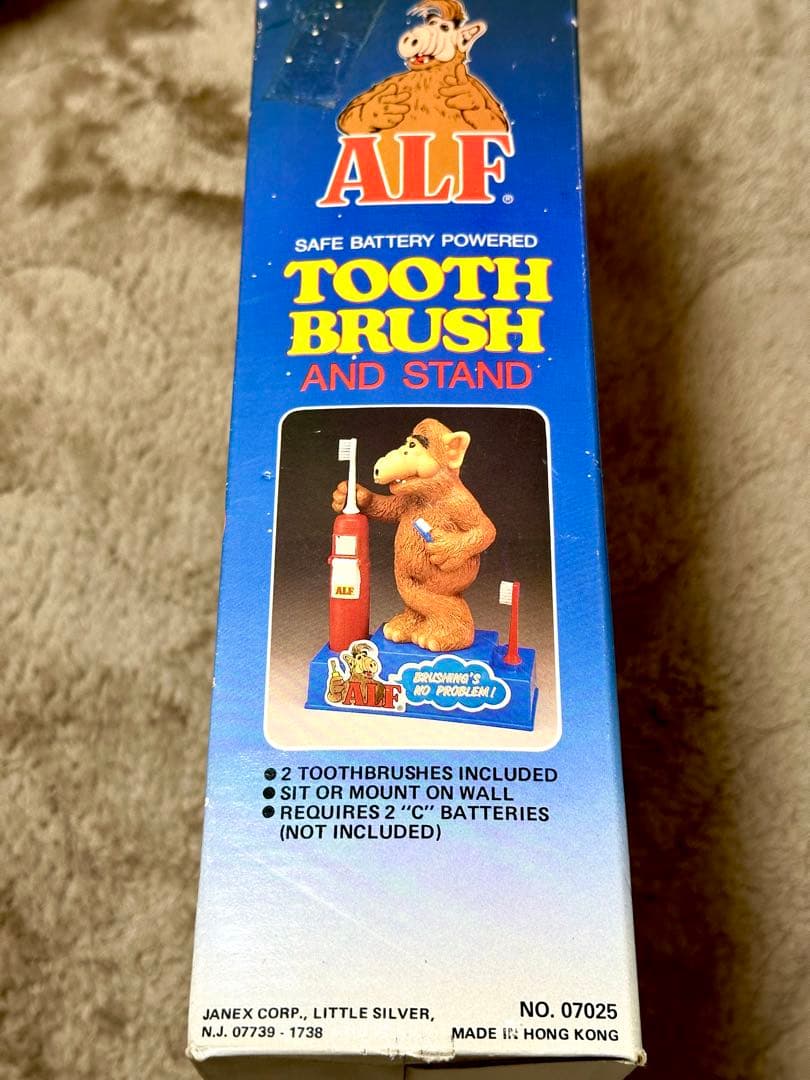 ALF®
SAFE BATTERY POWERED
TOOTH
BRUSH
AND STAND
ALF
ALF
BRUSHING'S
NO PROBLEM!
● 2 TOOTHBRUSHES INCLUDED
● SIT OR MOUNT ON WALL
● REQUIRES 2 "C" BATTERIES
(NOT INCLUDED)
JANEX CORP., LITTLE SILVER,
N.J. 07739 - 1738
NO. 07025
MADE IN HONG KONG